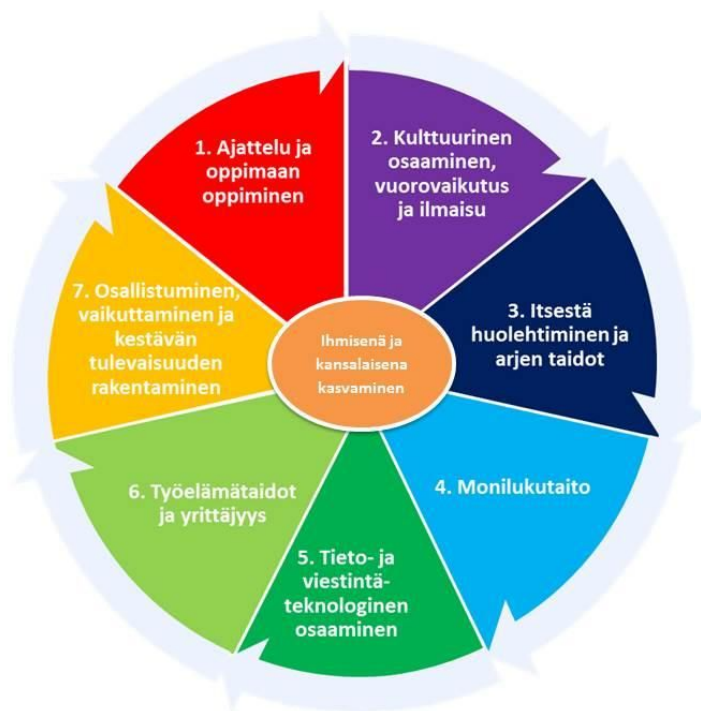 1. Ajattelu ja
oppimaan
oppiminen
2. Kulttuurinen
osaaminen,
vuorovaikutus
ja ilmaisu
3. Itsestä
huolehtiminen ja
arjen taidot
4. Monilukutaito
5. Tieto- ja
viestintä-
teknologinen
osaaminen
6. Työelämätaidot
ja yrittäjyys
7. Osallistuminen,
vaikuttaminen ja
kestävän
tulevaisuuden
rakentaminen
Ihmisenä ja
kansalaisena
kasvaminen